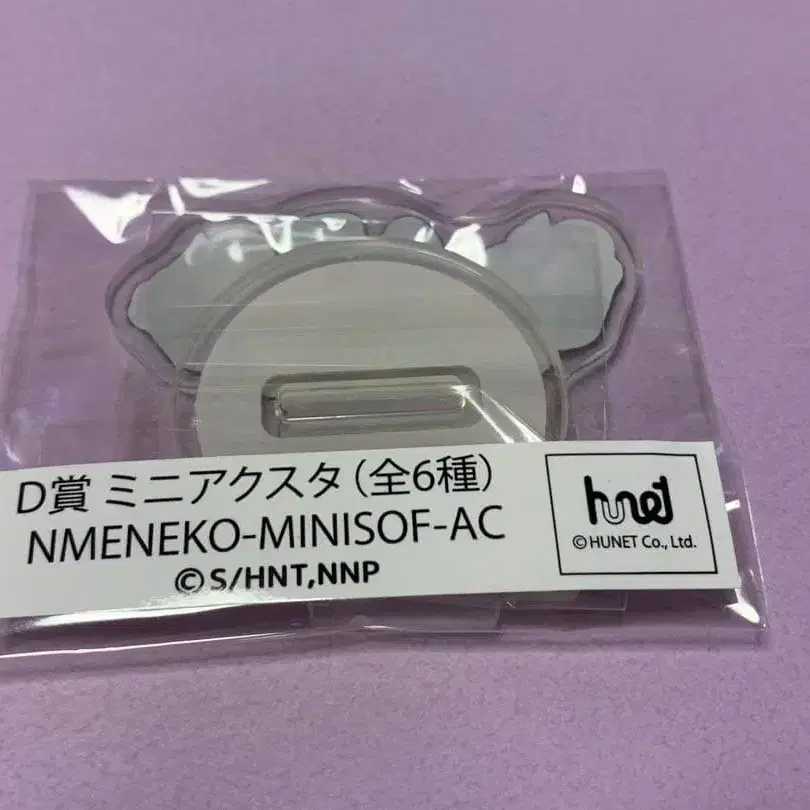 D賞 ミニアクスタ(全6種)
NMENEKO-MINISOF-AC
©S/HNT,NNP
hunet
©HUNET Co., Ltd.